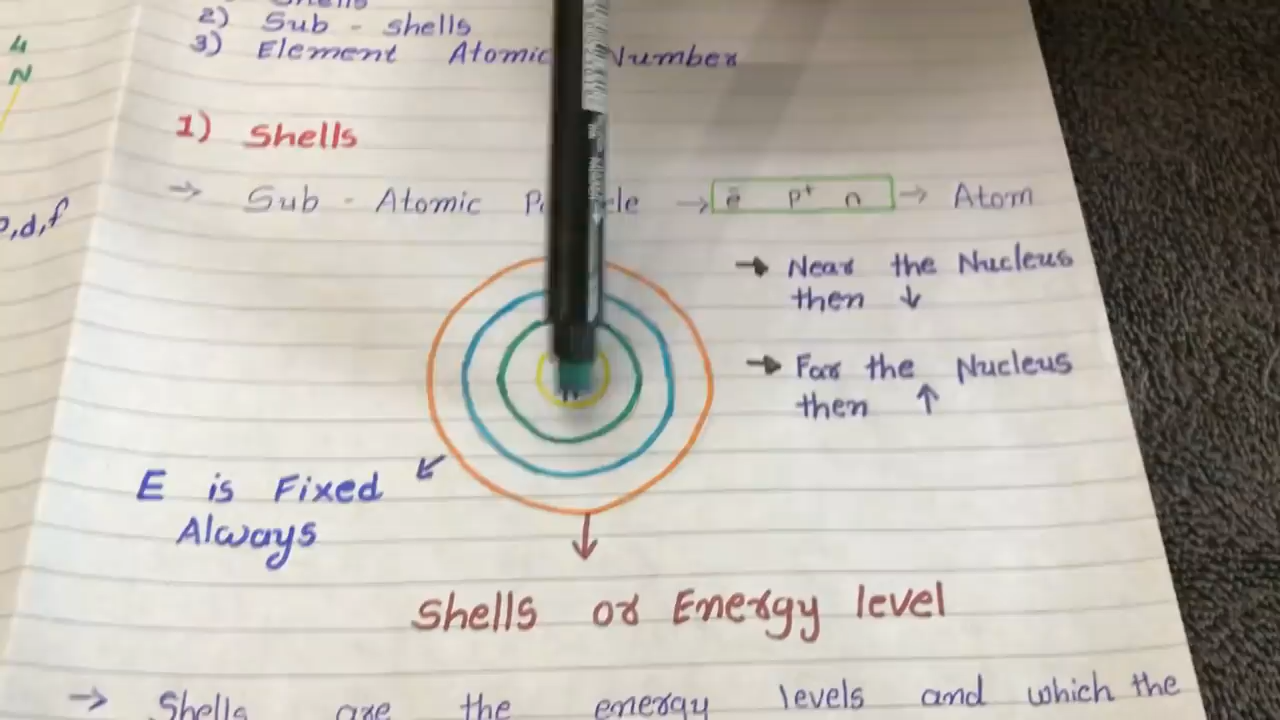 2) Sub - shells
4
3) Element Atomic Number
N
1) Shells
→ Sub - Atomic → ē p⁺ n → Atom
p,d,f
→ Near the Nucleus
then ↓
→ Far the Nucleus
then ↑
E is Fixed
Always
Shells or Energy level
→ Shells are the energy levels and which the